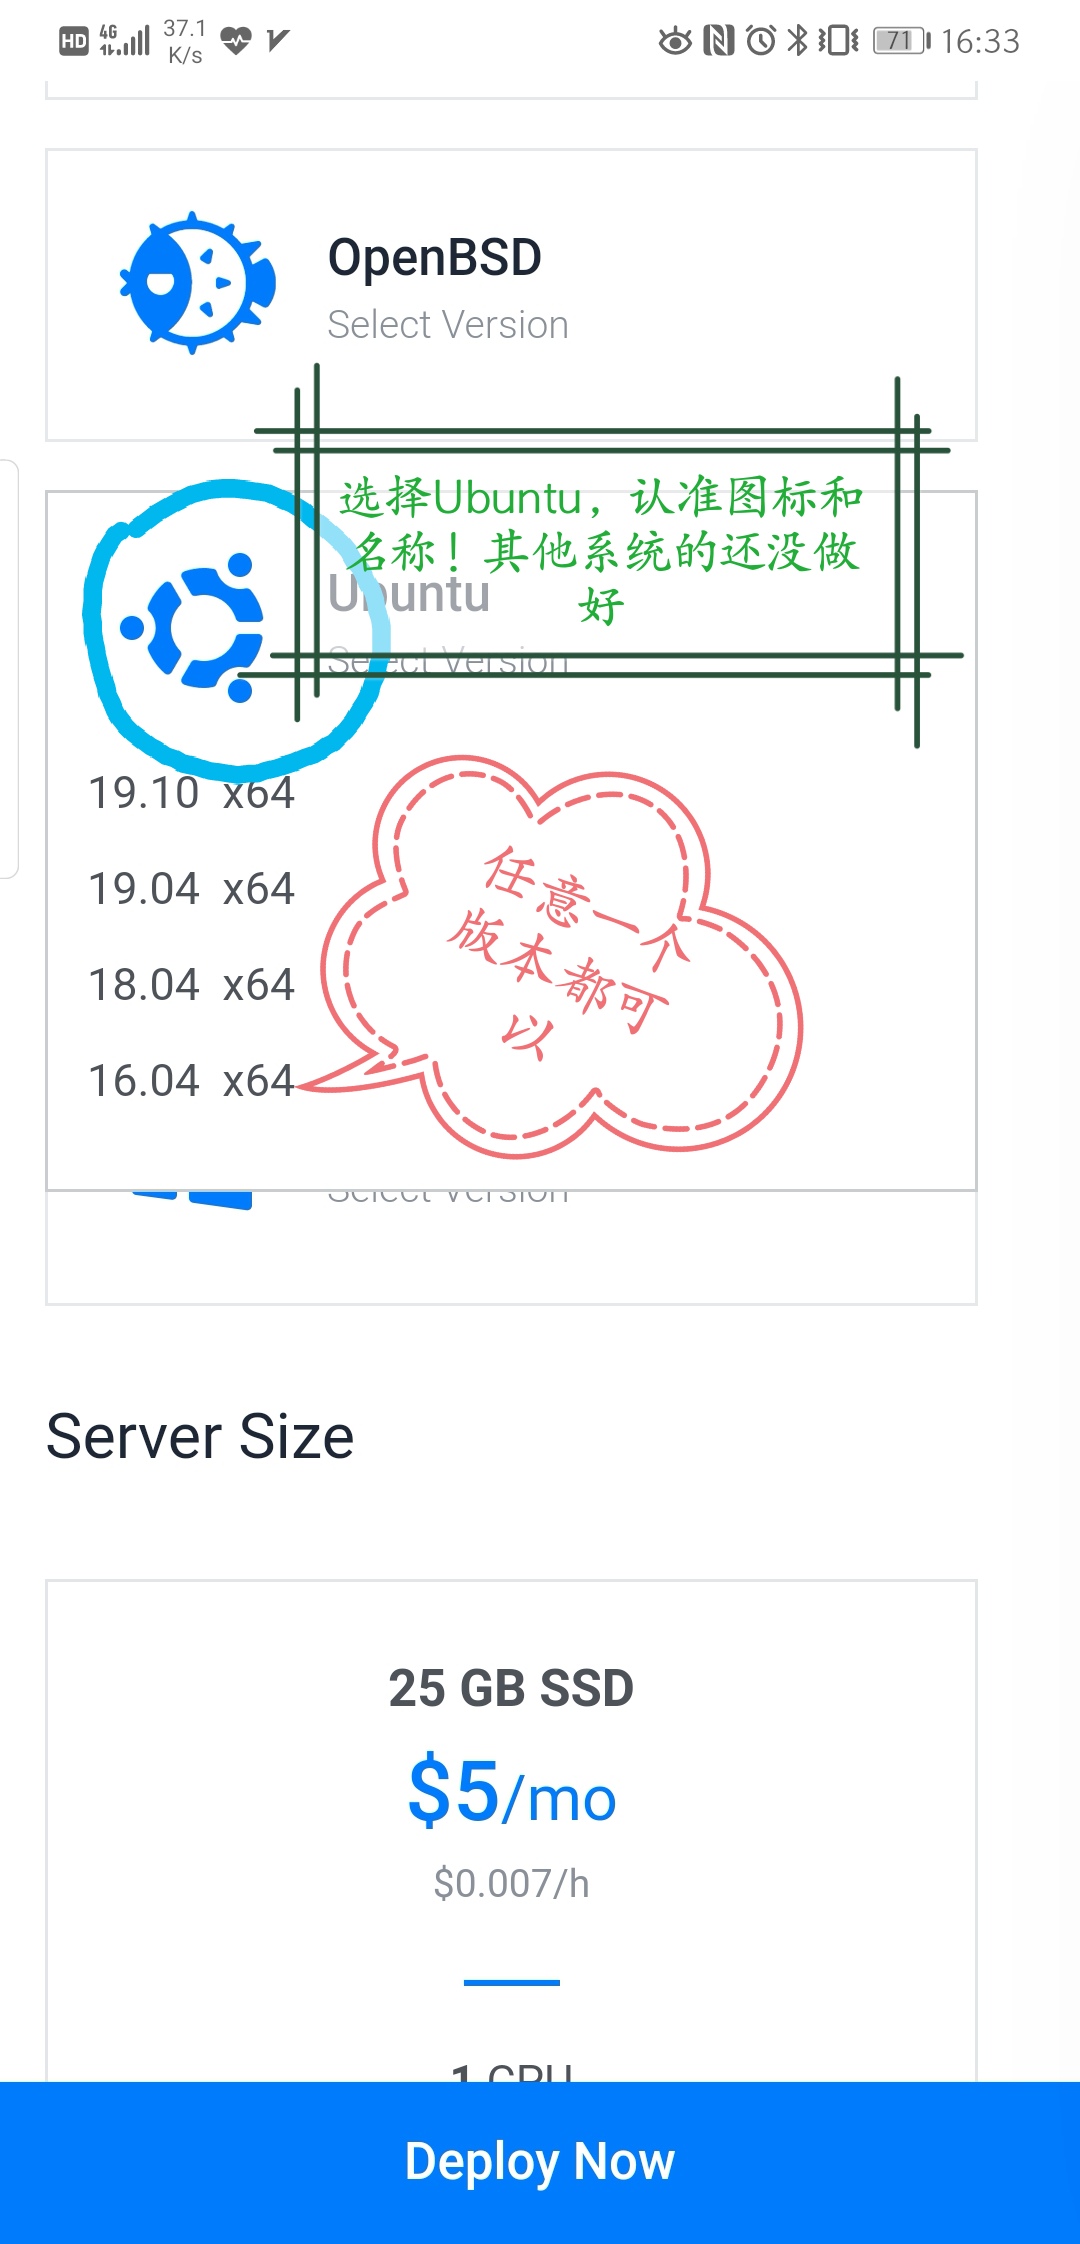 HD 4G 37.1 K/s 71 16:33
OpenBSD
Select Version
选择Ubuntu，认准图标和
名称！其他系统的还没做
好
Ubuntu
Select Version
19.10 x64
19.04 x64
18.04 x64
16.04 x64
任意一个
版本都可
以
Select Version
Server Size
25 GB SSD
$5/mo
$0.007/h
1 CPU
Deploy Now